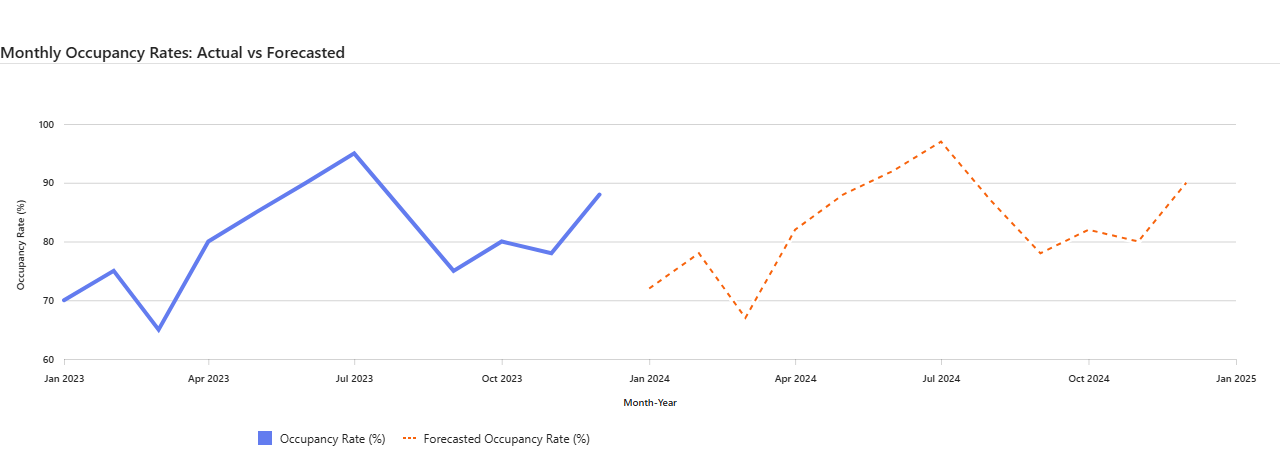 Monthly Occupancy Rates: Actual vs Forecasted
100
90
80
70
60
Occupancy Rate (%)
Jan 2023 Apr 2023 Jul 2023 Oct 2023 Jan 2024 Apr 2024 Jul 2024 Oct 2024 Jan 2025
Month-Year
Occupancy Rate (%) Forecasted Occupancy Rate (%)